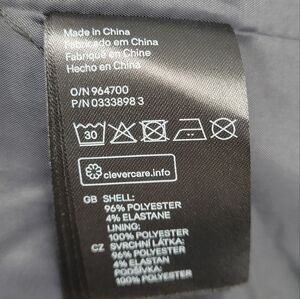 Made in China
Fabricado em China
Fabriqué en Chine
Hecho en China
O/N 964700
P/N 0333898 3
30
clevercare.info
GB SHELL:
96% POLYESTER
4% ELASTANE
LINING:
100% POLYESTER
CZ SVRCHNÍ LÁTKA:
96% POLYESTER
4% ELASTAN
PODŠÍVKA:
100% POLYESTER